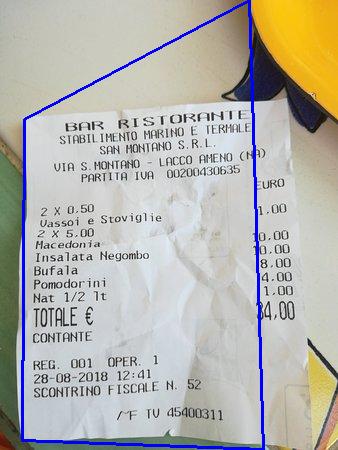 BAR RISTORANTE
STABILIMENTO MARINO E TERMALE
SAN MONTANO S.R.L.
VIA S.MONTANO - LACCO AMENO (NA)
PARTITA IVA 00200430635
EURO
2 X 0,50
Vassoi e Stoviglie 1,00
2 X 5,00
Macedonia 10,00
Insalata Negombo 10,00
Bufala 8,00
Pomodorini 4,00
Nat 1/2 lt 1,00
TOTALE € 34,00
CONTANTE
REG. 001 OPER. 1
28-08-2018 12:41
SCONTRINO FISCALE N. 52
MF TV 45400311